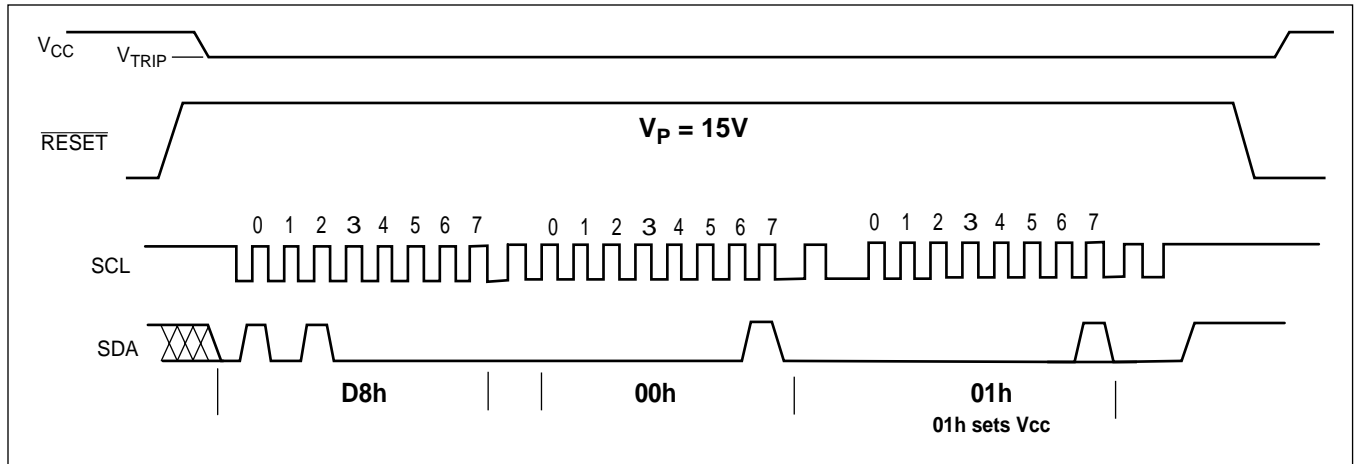 VCC
VTRIP
VP = 15V
RESET
0 1 2 3 4 5 6 7 0 1 2 3 4 5 6 7 0 1 2 3 4 5 6 7
SCL
SDA
D8h 00h 01h
01h sets Vcc